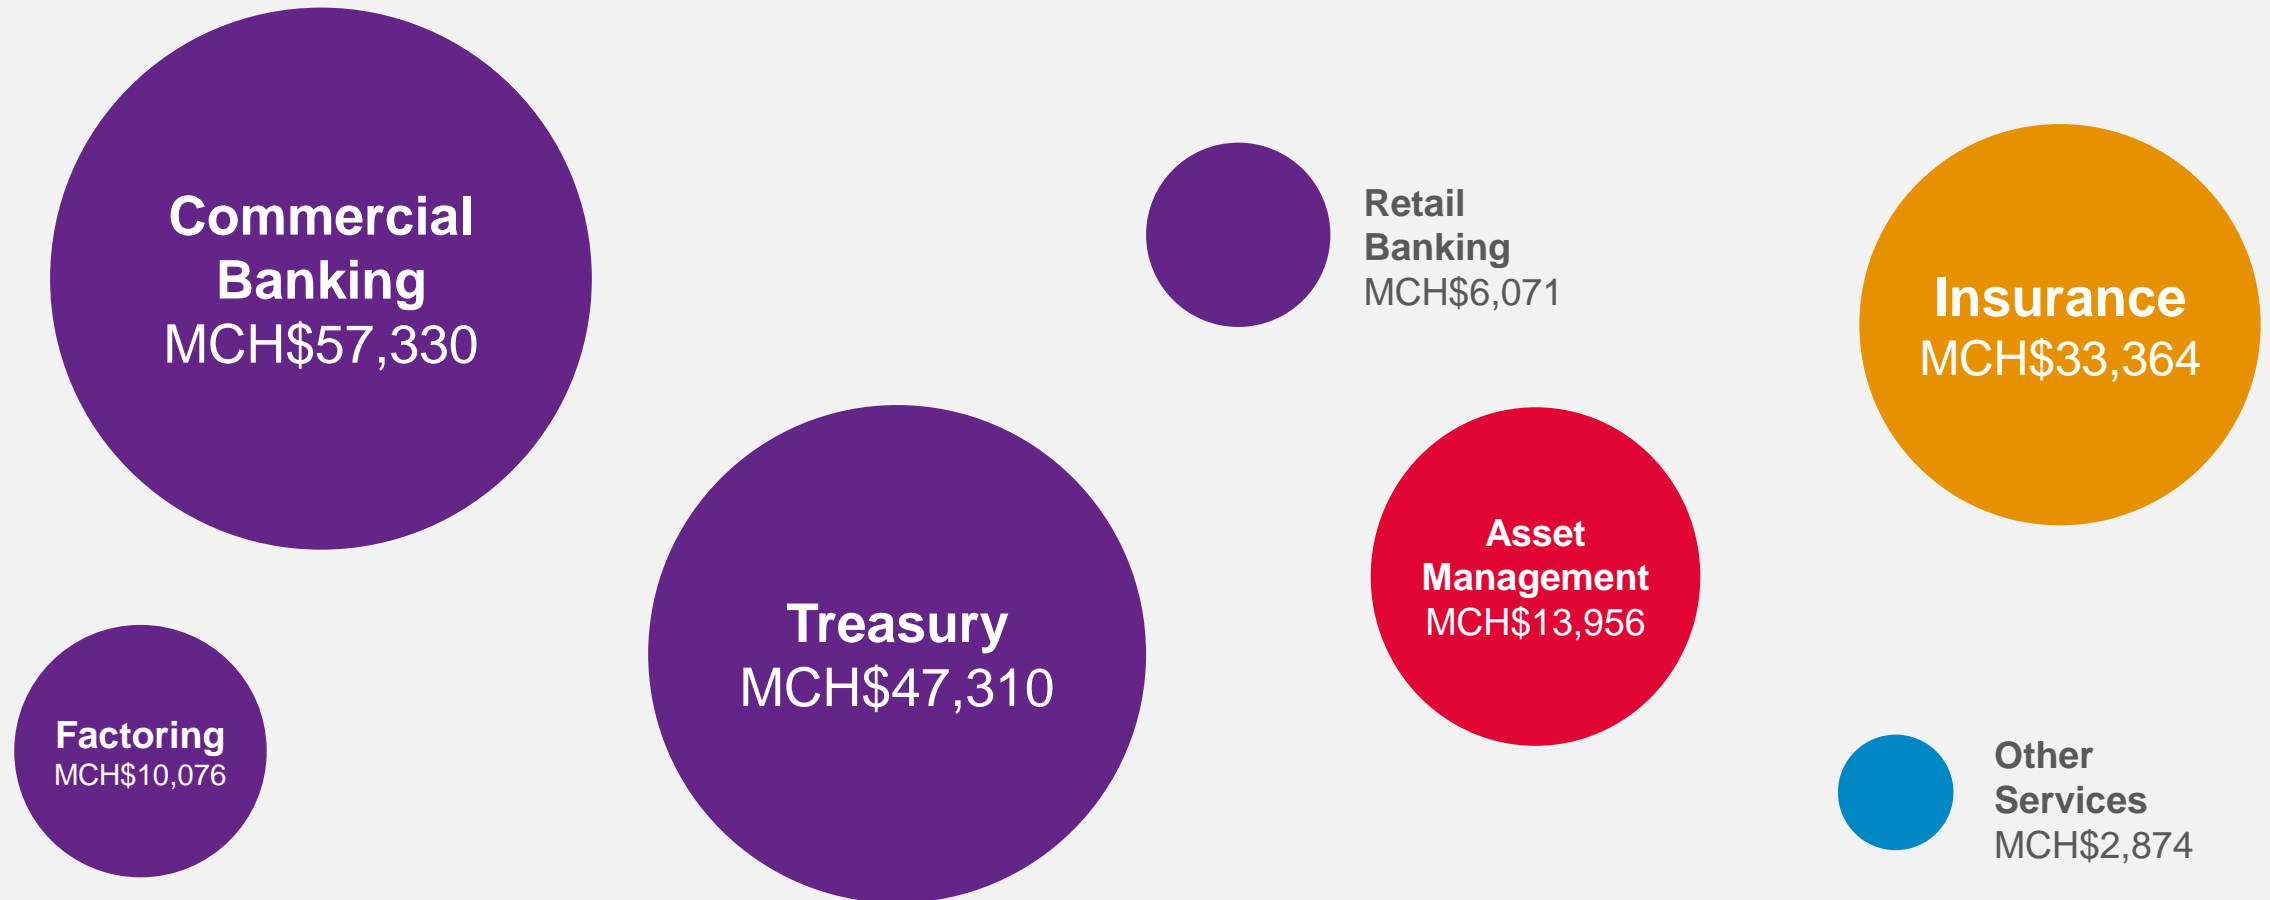 Commercial
Banking
MCH$57,330
Retail
Banking
MCH$6,071
Insurance
MCH$33,364
Treasury
MCH$47,310
Asset
Management
MCH$13,956
Factoring
MCH$10,076
Other
Services
MCH$2,874